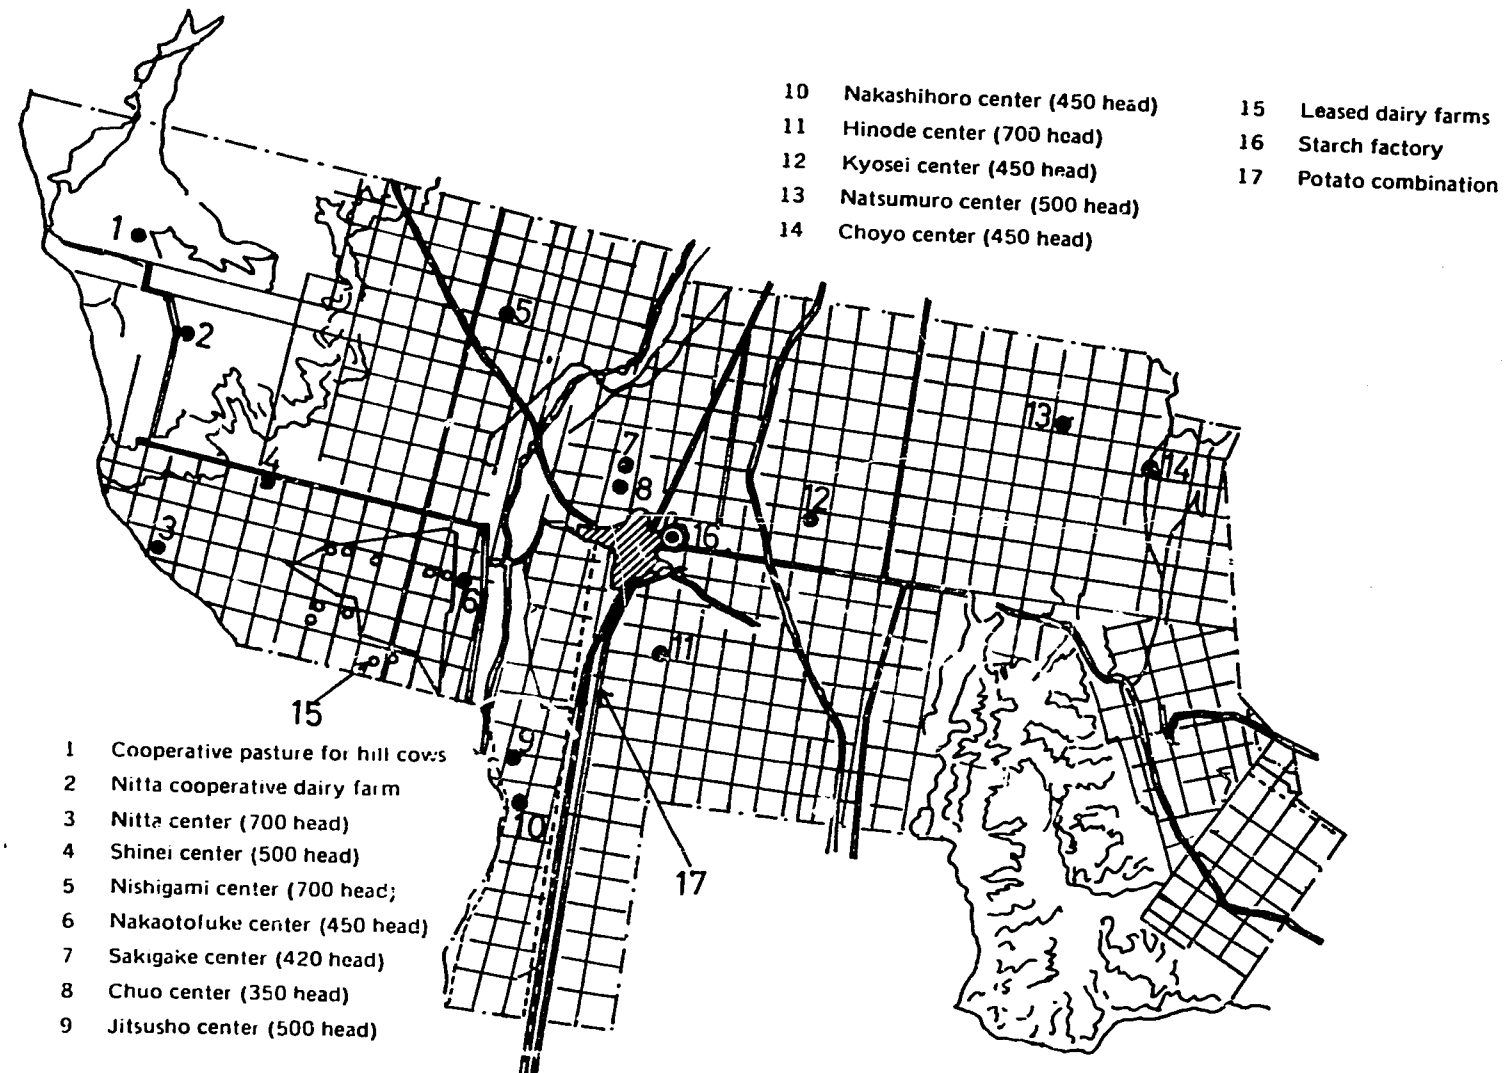 10 Nakashihoro center (450 head)
11 Hinode center (700 head)
12 Kyosei center (450 head)
13 Natsumuro center (500 head)
14 Choyo center (450 head)
15 Leased dairy farms
16 Starch factory
17 Potato combination
1
2
5
13
14
7
8
4
12
16
3
6
11
15
9
10
17
1 Cooperative pasture for hill cows
2 Nitta cooperative dairy farm
3 Nitta center (700 head)
4 Shinei center (500 head)
5 Nishigami center (700 head)
6 Nakaotofuke center (450 head)
7 Sakigake center (420 head)
8 Chuo center (350 head)
9 Jitsusho center (500 head)